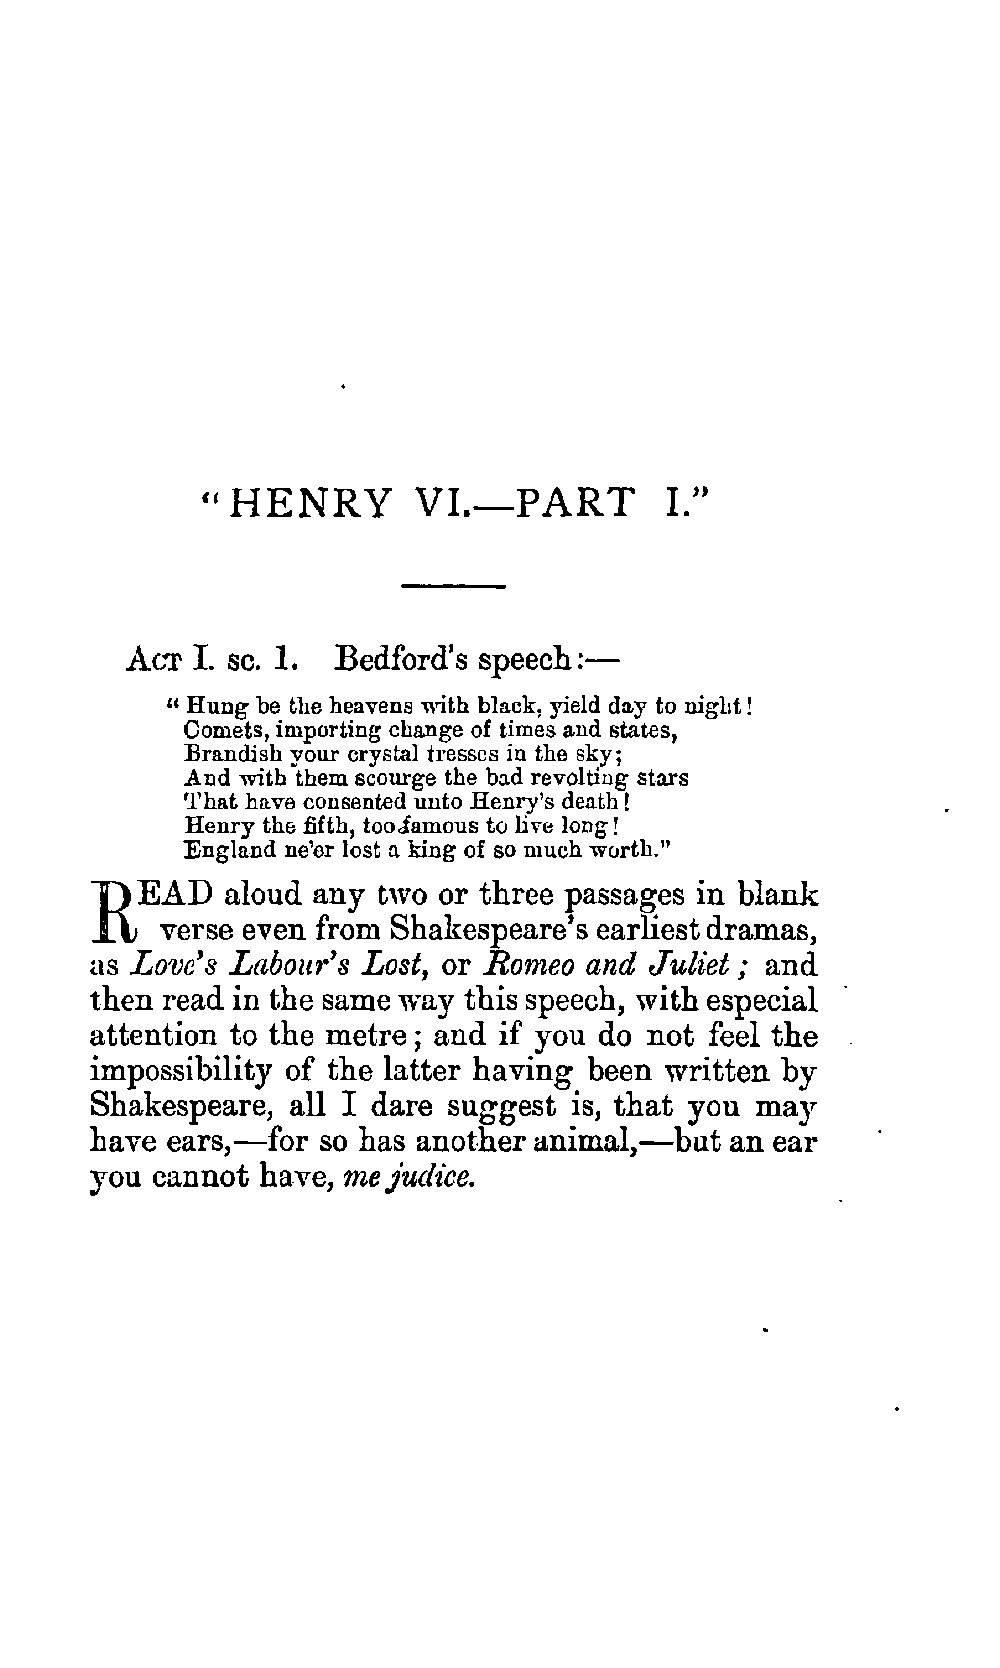 "HENRY VI.—PART I."
ACT I. sc. 1. Bedford's speech:—
"Hung be the heavens with black, yield day to night!
Comets, importing change of times and states,
Brandish your crystal tresses in the sky;
And with them scourge the bad revolting stars
That have consented unto Henry's death!
Henry the fifth, too famous to live long!
England ne'er lost a king of so much worth."
READ aloud any two or three passages in blank
verse even from Shakespeare's earliest dramas,
as Love's Labour's Lost, or Romeo and Juliet; and
then read in the same way this speech, with especial
attention to the metre; and if you do not feel the
impossibility of the latter having been written by
Shakespeare, all I dare suggest is, that you may
have ears,—for so has another animal,—but an ear
you cannot have, me judice.